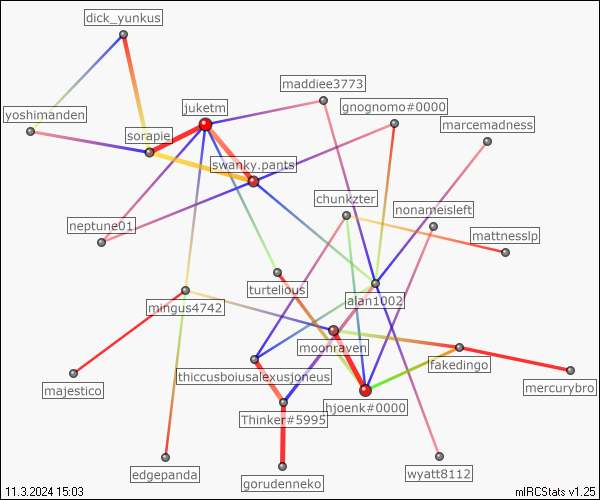 dick_yunkus
maddiee3773
juketm
gnognomo#0000
yoshimanden
marcemadness
sorapie
swanky.pants
chunkzter
nonameisleft
neptune01
mattnesslp
turtelious
alan1002
mingus4742
moonraven
fakedingo
thiccusboiusalexusjoneus
majestico
mercurybro
hjoenk#0000
Thinker#5995
edgepanda
wyatt8112
gorudenneko
11.3.2024 15:03
mIRCStats v1.25